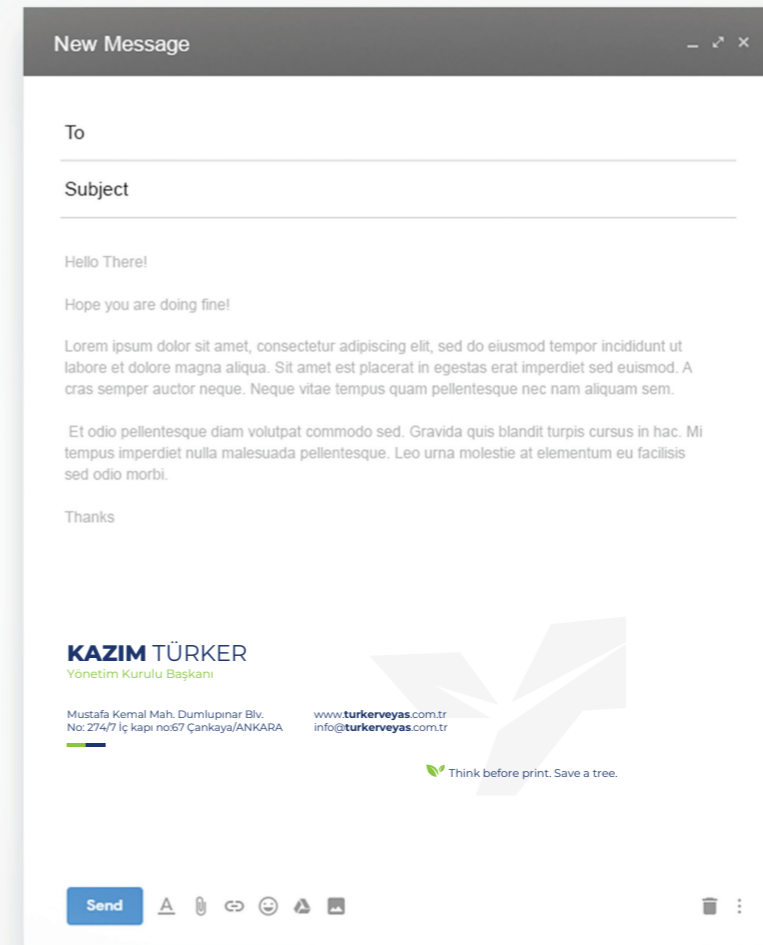 New Message
To
Subject
Hello There!
Hope you are doing fine!
Lorem ipsum dolor sit amet, consectetur adipiscing elit, sed do eiusmod tempor incididunt ut
labore et dolore magna aliqua. Sit amet est placerat in egestas erat imperdiet sed euismod. A
cras semper auctor neque. Neque vitae tempus quam pellentesque nec nam aliquam sem.
Et odio pellentesque diam volutpat commodo sed. Gravida quis blandit turpis cursus in hac. Mi
tempus imperdiet nulla malesuada pellentesque. Leo urna molestie at elementum eu facilisis
sed odio morbi.
Thanks
KAZIM TÜRKER
Yönetim Kurulu Başkanı
Mustafa Kemal Mah. Dumlupınar Blv.
No: 274/7 İç kapı no:67 Çankaya/ANKARA
www.turkerveyas.com.tr
info@turkerveyas.com.tr
Think before print. Save a tree.
Send